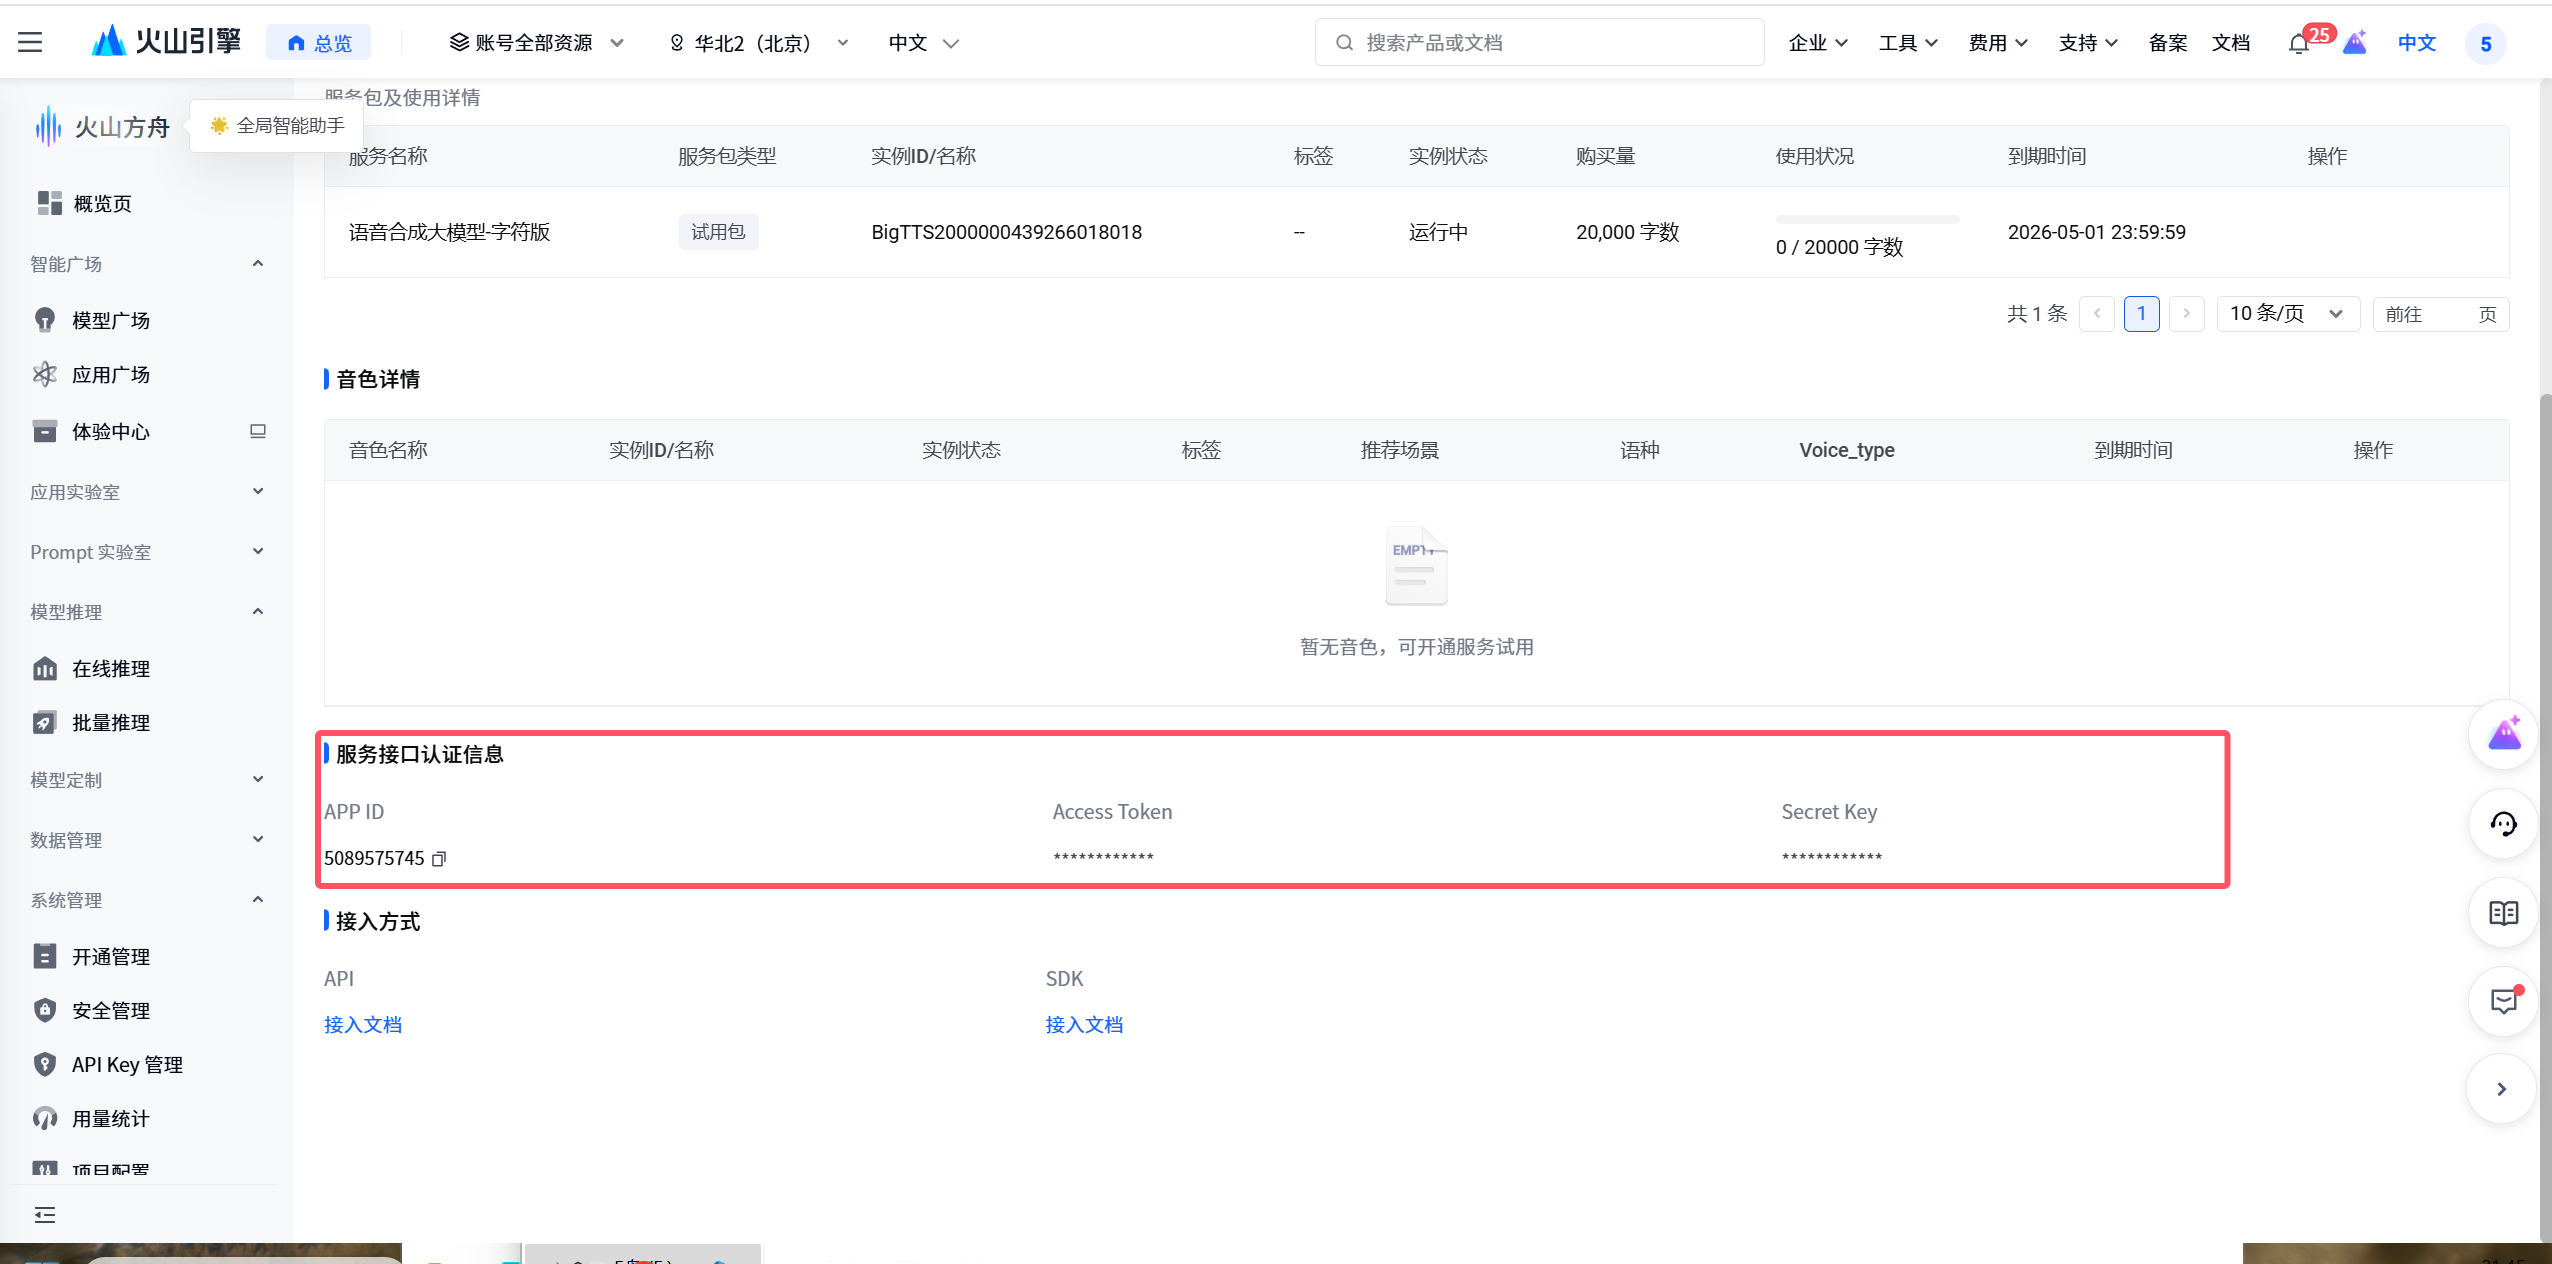 火山引擎
总览
账号全部资源
华北2（北京）
中文
搜索产品或文档
企业
工具
费用
支持
备案
文档
25
中文
5
火山方舟
全局智能助手
概览页
智能广场
模型广场
应用广场
体验中心
应用实验室
Prompt 实验室
模型推理
在线推理
批量推理
模型定制
数据管理
系统管理
开通管理
安全管理
API Key 管理
用量统计
项目配置
服务包及使用详情
服务名称 服务包类型 实例ID/名称 标签 实例状态 购买量 使用状况 到期时间 操作
语音合成大模型-字符版 试用包 BigTTS2000000439266018018 -- 运行中 20,000 字数 0 / 20000 字数 2026-05-01 23:59:59
共 1 条 1 10 条/页 前往 页
音色详情
音色名称 实例ID/名称 实例状态 标签 推荐场景 语种 Voice_type 到期时间 操作
EMPTY
暂无音色，可开通服务试用
服务接口认证信息
APP ID Access Token Secret Key
5089575745 ************ ************
接入方式
API SDK
接入文档 接入文档